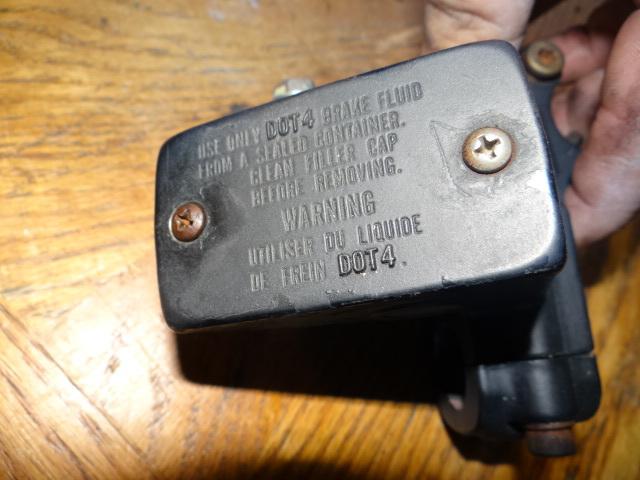 USE ONLY DOT4 BRAKE FLUID
FROM A SEALED CONTAINER.
CLEAN FILLER CAP
BEFORE REMOVING.
WARNING
UTILISER DU LIQUIDE
DE FREIN DOT4.